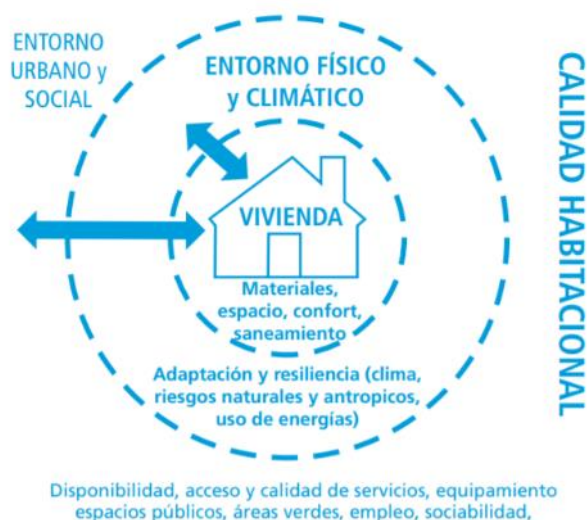 ENTORNO
URBANO y
SOCIAL
ENTORNO FÍSICO
y CLIMÁTICO
VIVIENDA
Materiales,
espacio, confort,
saneamiento
Adaptación y resiliencia (clima,
riesgos naturales y antropicos,
uso de energías)
Disponibilidad, acceso y calidad de servicios, equipamiento
espacios públicos, áreas verdes, empleo, sociabilidad,
CALIDAD HABITACIONAL